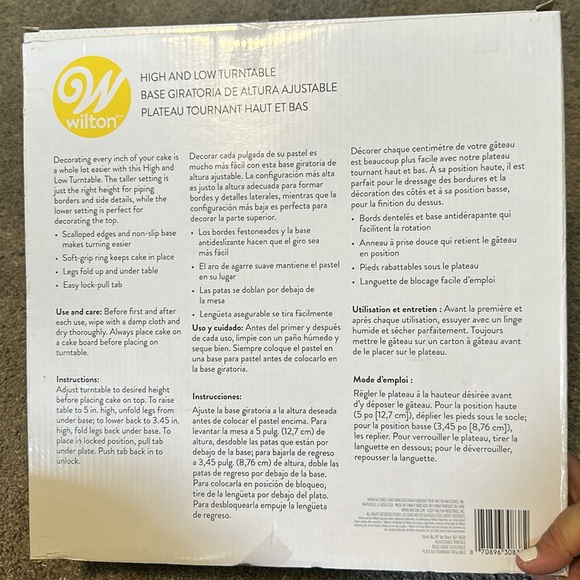 wilton
HIGH AND LOW TURNTABLE
BASE GIRATORIA DE ALTURA AJUSTABLE
PLATEAU TOURNANT HAUT ET BAS
Decorating every inch of your cake is
a whole lot easier with this High and
Low Turntable. The taller setting is
just the right height for piping
borders and side details, while the
lower setting is perfect for
decorating the top.
• Scalloped edges and non-slip base
makes turning easier
• Soft-grip ring keeps cake in place
• Legs fold up and under table
• Easy lock-pull tab
Use and care: Before first and after
each use, wipe with a damp cloth and
dry thoroughly. Always place cake on
a cake board before placing on
turntable.
Instructions:
Adjust turntable to desired height
before placing cake on top. To raise
table to 5 in. high, unfold legs from
under base; to lower back to 3.45 in.
high, fold legs back under base. To
place in locked position, pull tab
under plate. Push tab back in to
unlock.
Decorar cada pulgada de su pastel es
mucho más fácil con esta base giratoria de
altura ajustable. La configuración más alta
es justo la altura adecuada para formar
bordes y detalles laterales, mientras que la
configuración más baja es perfecta para
decorar la parte superior.
• Los bordes festoneados y la base
antideslizante hacen que el giro sea
más fácil
• El aro de agarre suave mantiene el pastel
en su lugar
• Las patas se doblan por debajo de
la mesa
• Lengüeta asegurable se tira fácilmente
Uso y cuidado: Antes del primer y después
de cada uso, limpie con un paño húmedo y
seque bien. Siempre coloque el pastel en
una base para pastel antes de colocarlo en
la base giratoria.
Instrucciones:
Ajuste la base giratoria a la altura deseada
antes de colocar el pastel encima. Para
levantar la mesa a 5 pulg. (12,7 cm) de
altura, desdoble las patas que están por
debajo de la base; para bajarla de regreso
a 3,45 pulg. (8,76 cm) de altura, doble las
patas de regreso por debajo de la base.
Para colocarla en posición de bloqueo,
tire de la lengüeta por debajo del plato.
Para desbloquearla empuje la lengüeta
de regreso.
Décorer chaque centimètre de votre gâteau
est beaucoup plus facile avec notre plateau
tournant haut et bas. À sa position haute, il est
parfait pour le dressage des bordures et la
décoration des côtés et à sa position basse,
pour la finition du dessus.
• Bords dentelés et base antidérapante qui
facilitent la rotation
• Anneau à prise douce qui retient le gâteau
en position
• Pieds rabattables sous le plateau
• Languette de blocage facile d'emploi
Utilisation et entretien : Avant la première et
après chaque utilisation, essuyer avec un linge
humide et sécher parfaitement. Toujours
mettre le gâteau sur un carton à gâteau avant
de le placer sur le plateau.
Mode d'emploi :
Régler le plateau à la hauteur désirée avant
d'y déposer le gâteau. Pour la position haute
(5 po [12,7 cm]), déplier les pieds sous le socle;
pour la position basse (3,45 po [8,76 cm]),
les replier. Pour verrouiller le plateau, tirer la
languette en dessous; pour le déverrouiller,
repousser la languette.
ADJUSTABLE TURNTABLE
BASE GIRAT. AJUSTABLE
PLATEAU TOURNANT REGLABLE
0 70896 3083